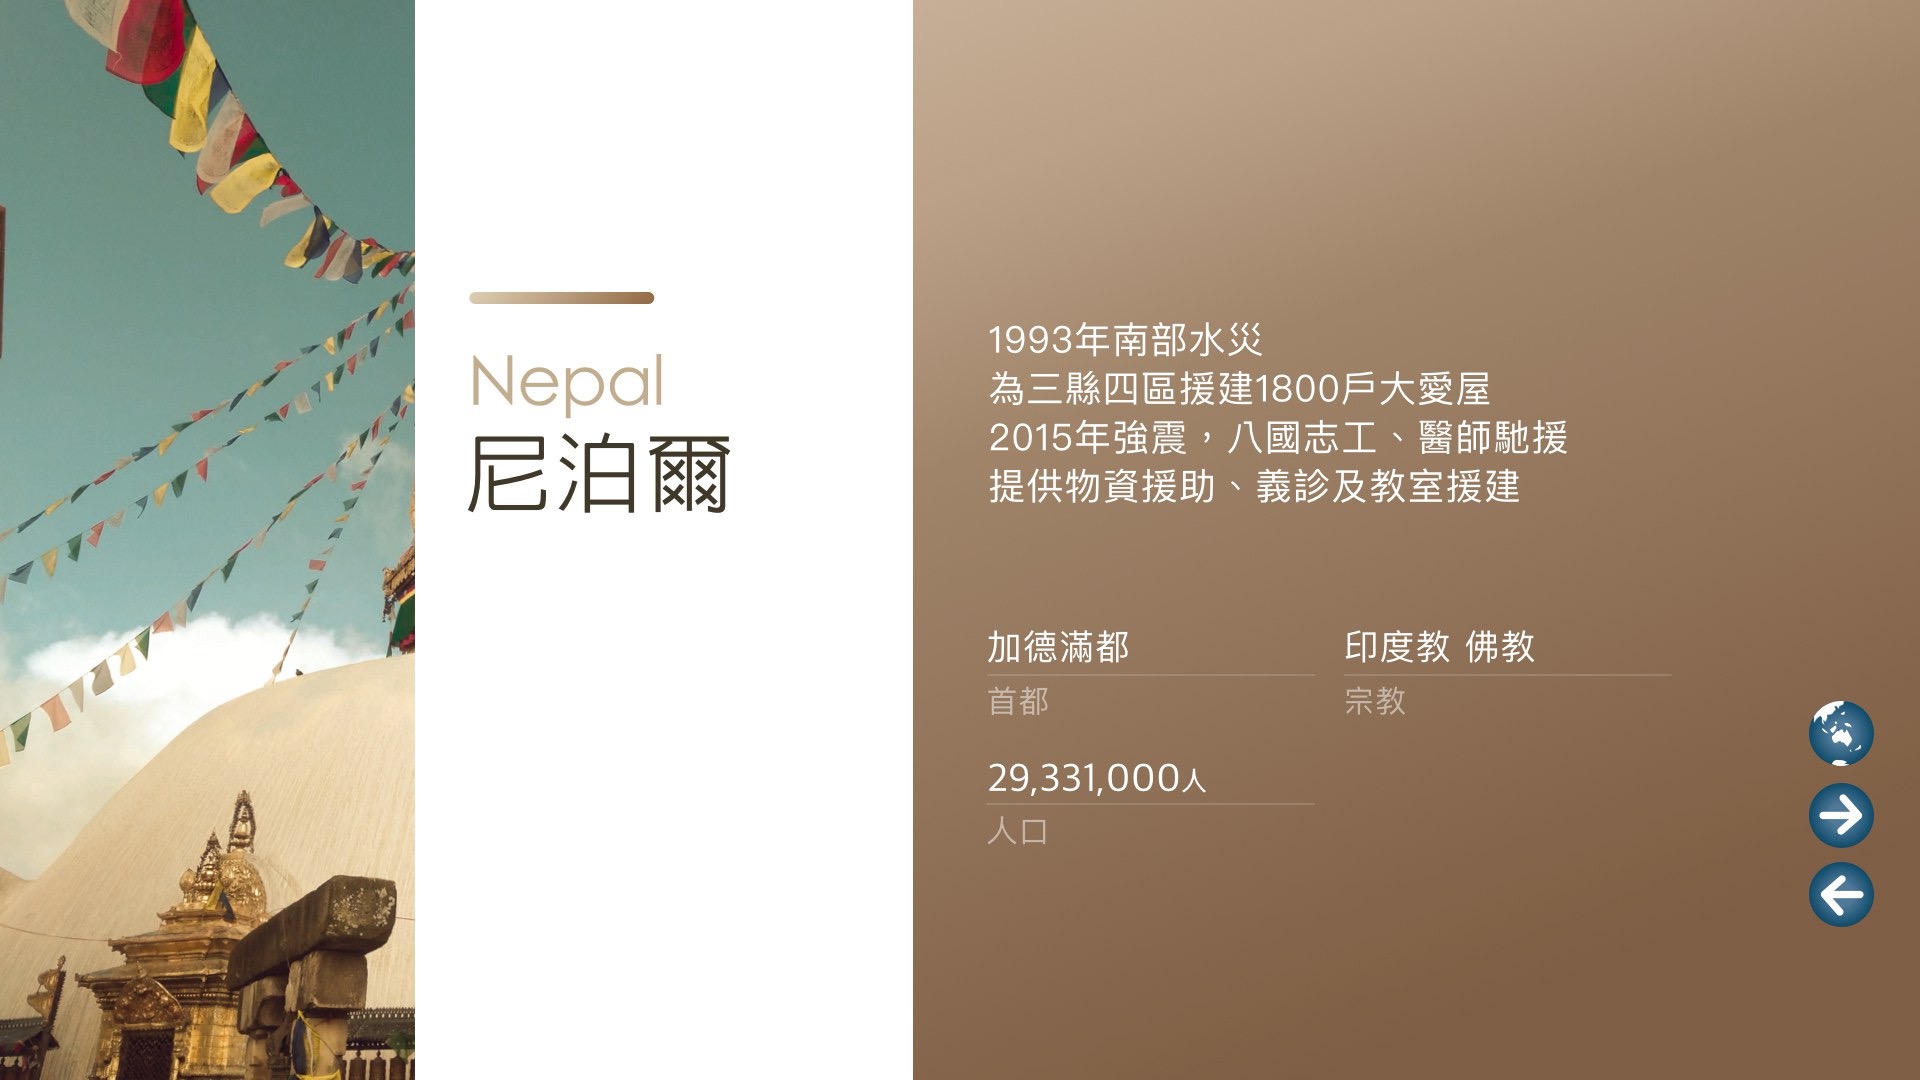 Nepal
尼泊爾
1993年南部水災
為三縣四區援建1800戶大愛屋
2015年強震，八國志工、醫師馳援
提供物資援助、義診及教室援建
加德滿都
首都
印度教 佛教
宗教
29,331,000人
人口